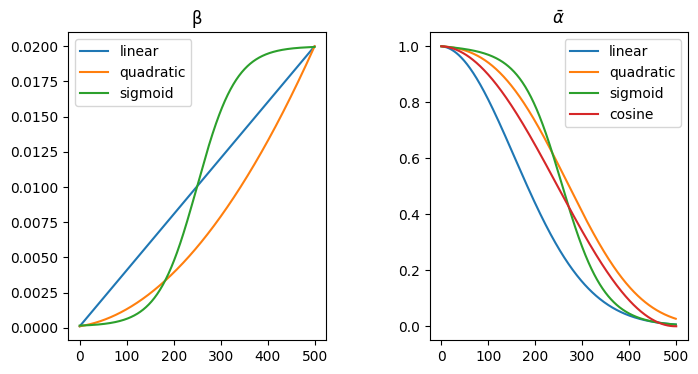 β
linear
quadratic
sigmoid
0.0200
0.0175
0.0150
0.0125
0.0100
0.0075
0.0050
0.0025
0.0000
0 100 200 300 400 500
ᾱ
linear
quadratic
sigmoid
cosine
1.0
0.8
0.6
0.4
0.2
0.0
0 100 200 300 400 500